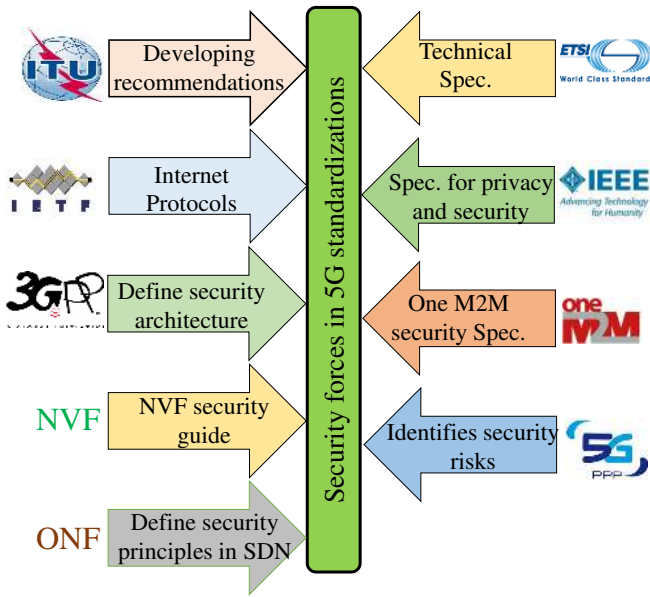 ITU
Developing
recommendations
IETF
Internet
Protocols
3GPP
Define security
architecture
NVF
NVF security
guide
ONF
Define security
principles in SDN
Security forces in 5G standardizations
Technical
Spec.
ETSI
World Class Standards
Spec. for privacy
and security
IEEE
Advancing Technology
for Humanity
One M2M
security Spec.
one
M2M
Identifies security
risks
5G
PPP